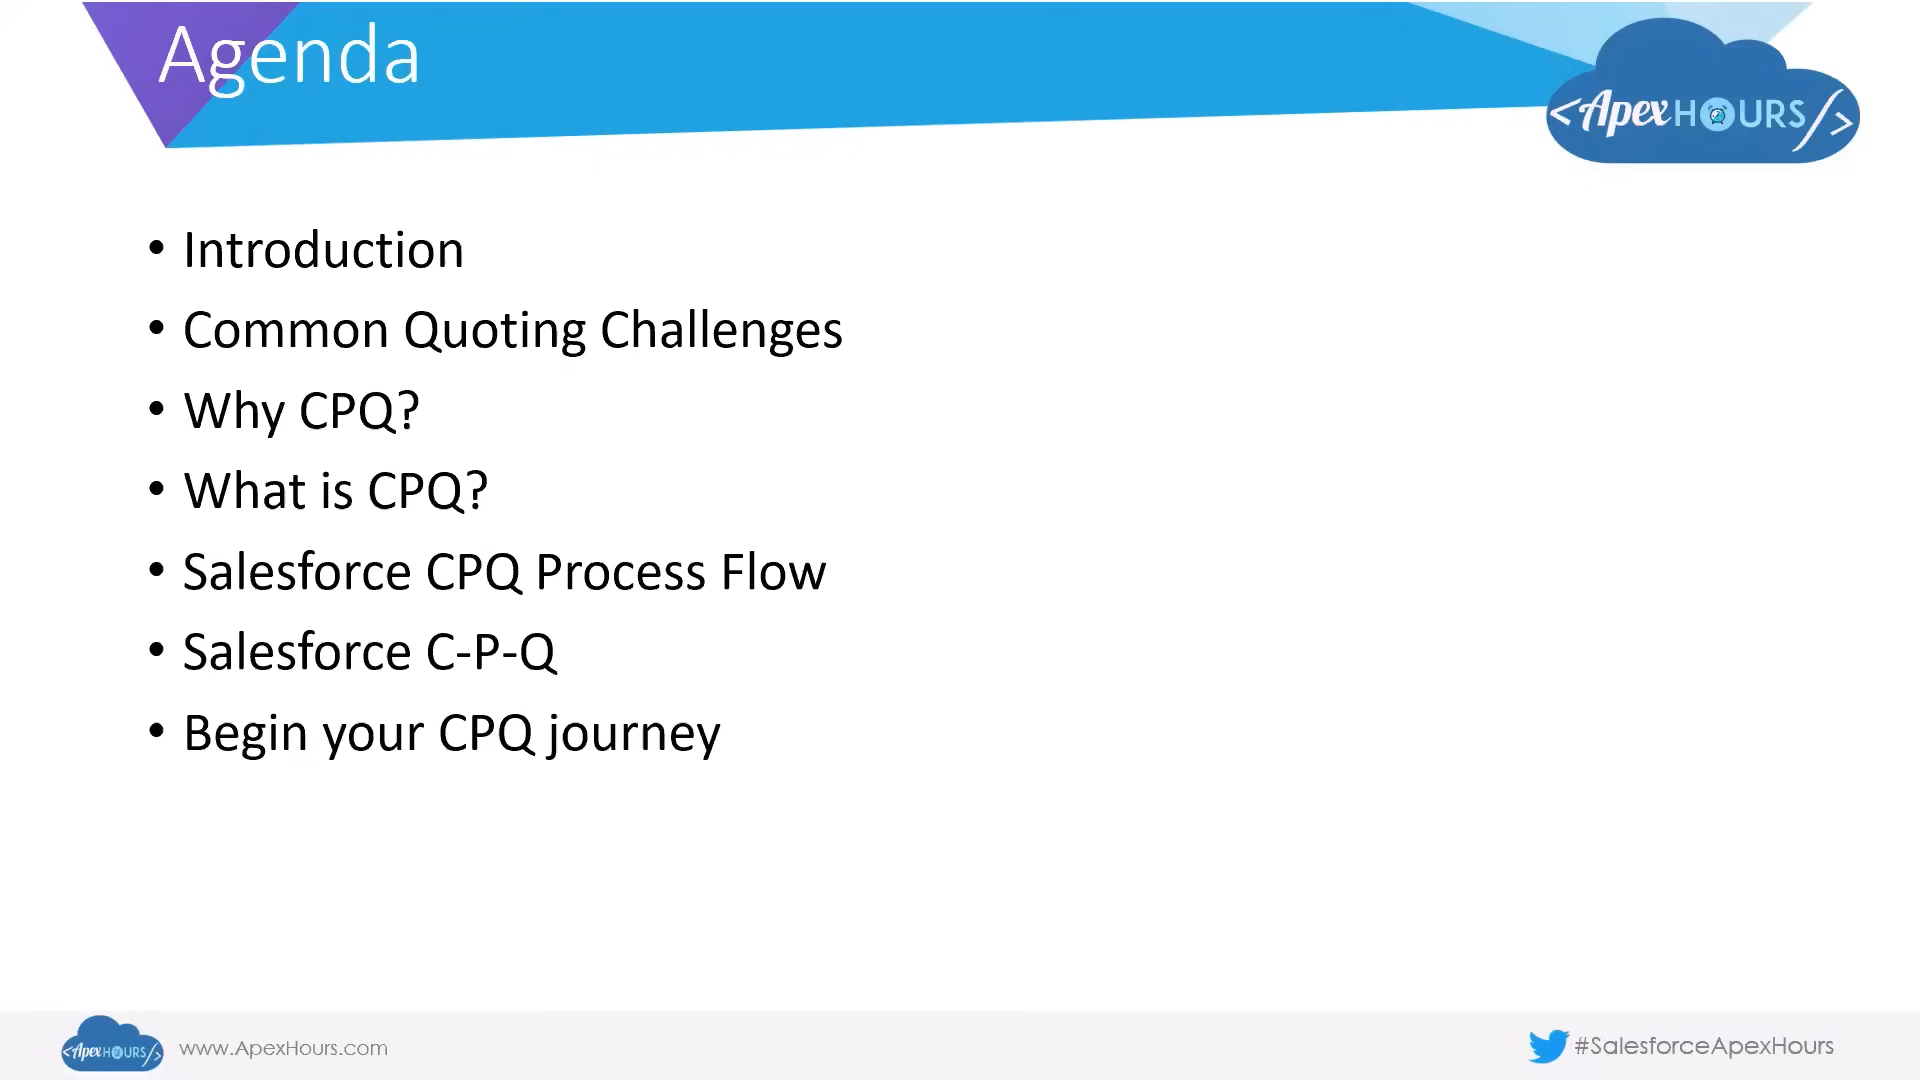 Agenda
<ApexHOURS/>
• Introduction
• Common Quoting Challenges
• Why CPQ?
• What is CPQ?
• Salesforce CPQ Process Flow
• Salesforce C-P-Q
• Begin your CPQ journey
<ApexHOURS/>
www.ApexHours.com
#SalesforceApexHours